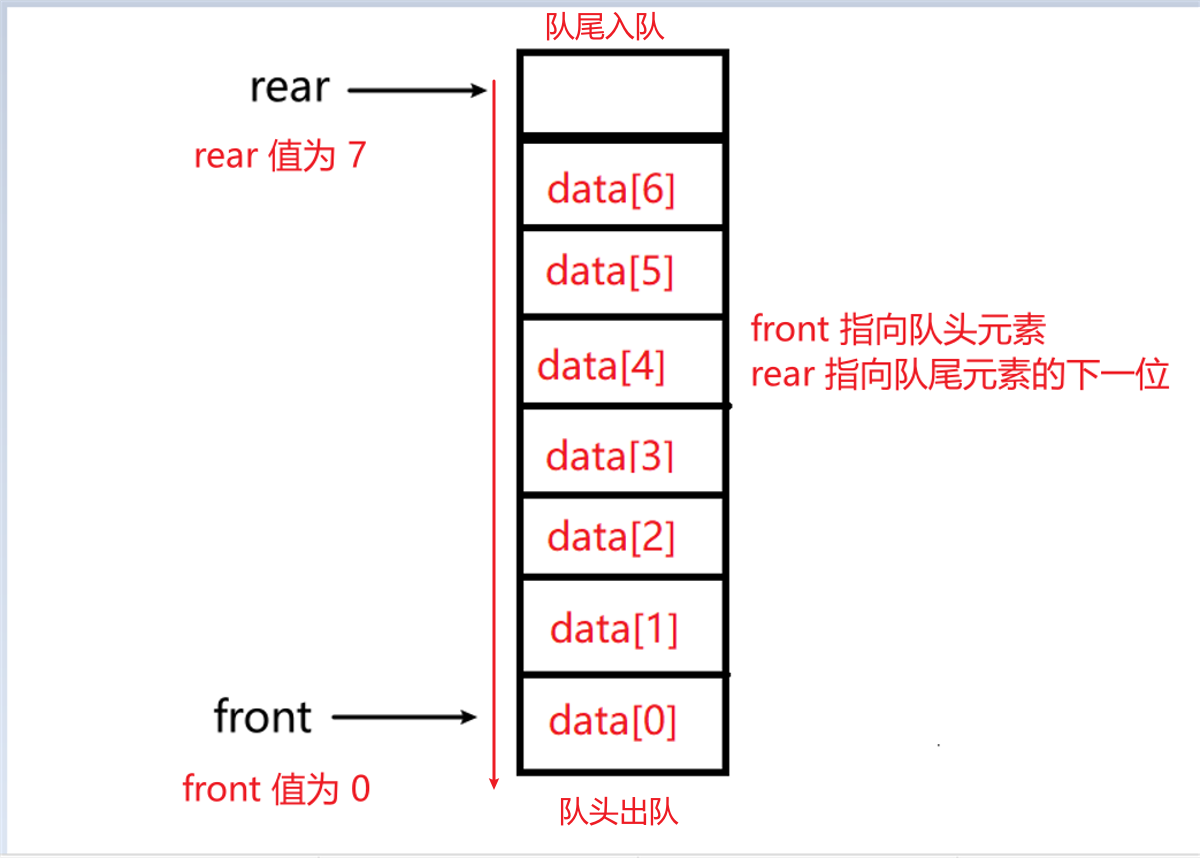 队尾入队
rear
rear 值为 7
data[6]
data[5]
front 指向队头元素
rear 指向队尾元素的下一位
data[4]
data[3]
data[2]
data[1]
front
data[0]
front 值为 0
队头出队